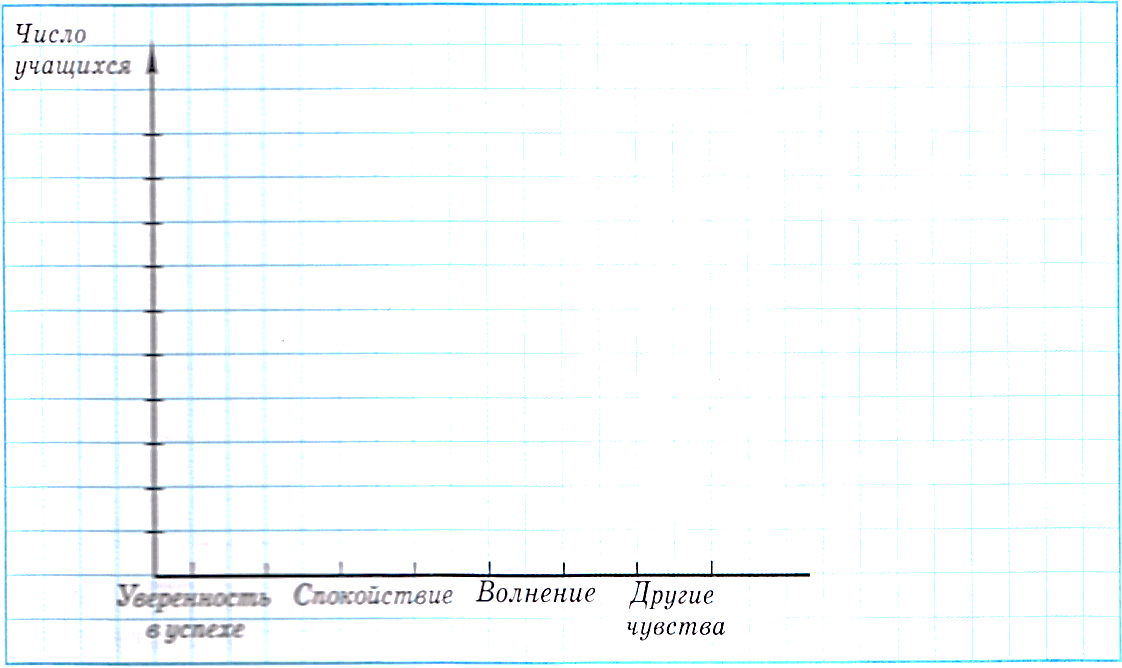 Число
учащихся
Уверенность
в успехе
Спокойствие
Волнение
Другие
чувства